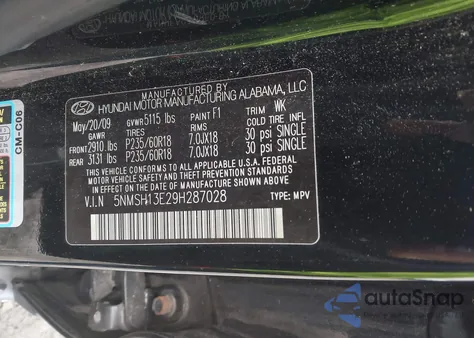 MANUFACTURED BY
HYUNDAI MOTOR MANUFACTURING ALABAMA, LLC
May/20/09 GVWR 5115 lbs PAINT F1 TRIM WK
GAWR TIRES RIMS COLD TIRE INFL
FRONT 2910 lbs P235/60R18 7.0JX18 30 psi SINGLE
REAR 3131 lbs P235/60R18 7.0JX18 30 psi SINGLE
THIS VEHICLE CONFORMS TO ALL APPLICABLE U.S.A. FEDERAL
MOTOR VEHICLE SAFETY AND THEFT PREVENTION STANDARDS IN
EFFECT ON THE DATE OF MANUFACTURE SHOWN ABOVE.
V.I.N 5NMSH13E29H287028 TYPE: MPV
CM-C06
autoSnap